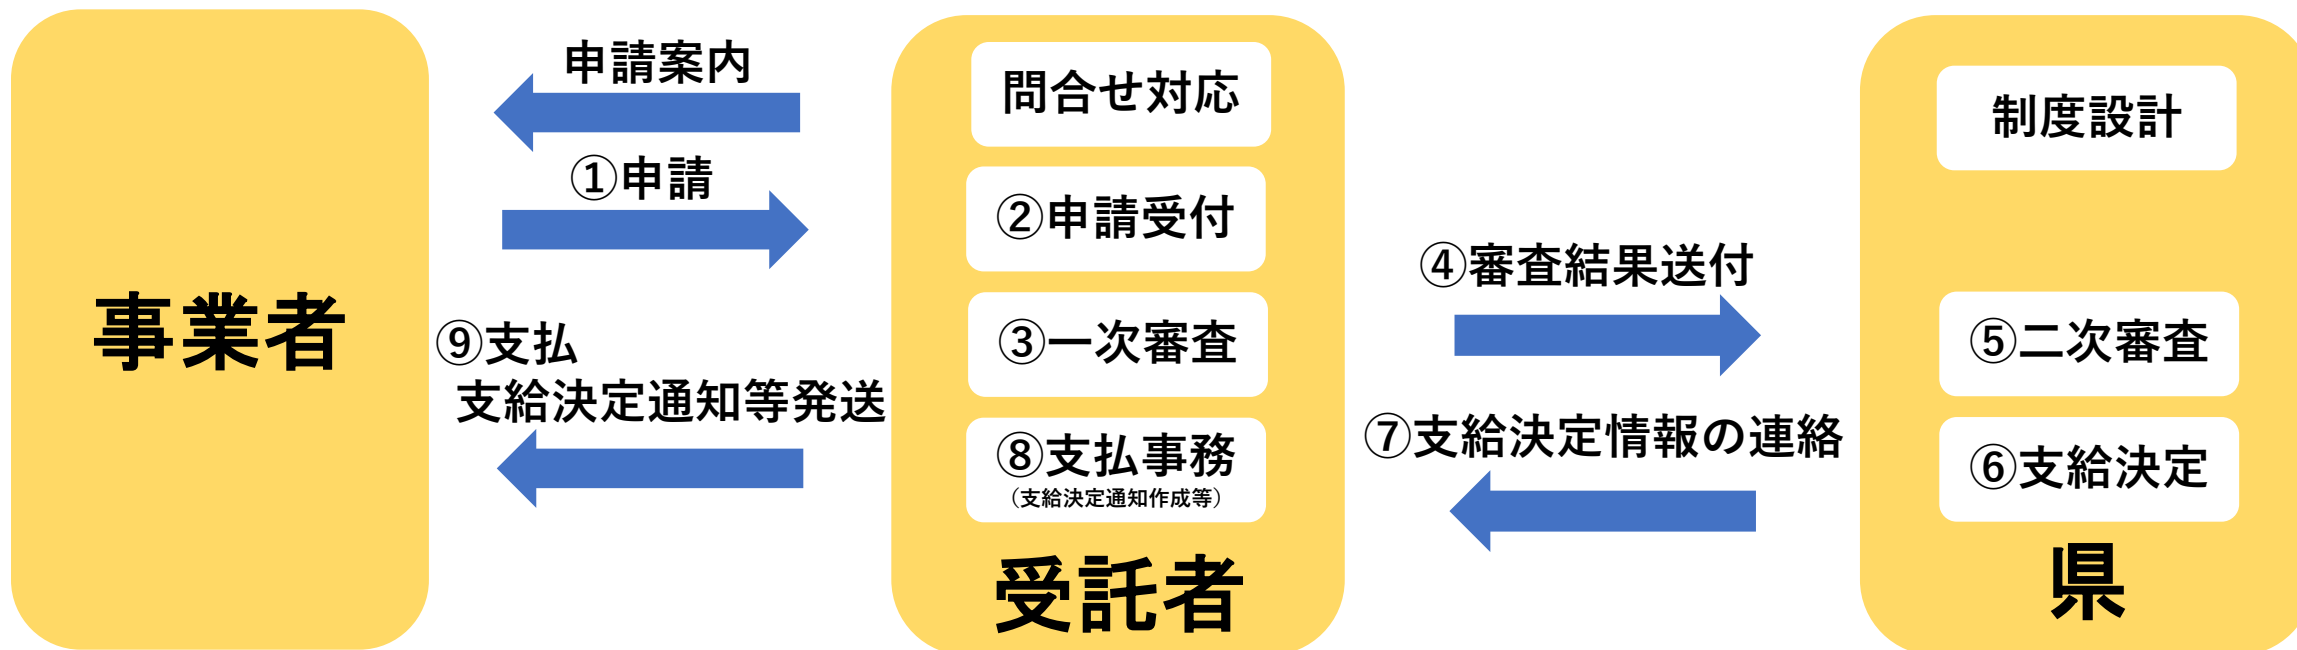 事業者
申請案内
①申請
⑨支払
支給決定通知等発送
問合せ対応
②申請受付
③一次審査
⑧支払事務
（支給決定通知作成等）
受託者
④審査結果送付
⑦支給決定情報の連絡
制度設計
⑤二次審査
⑥支給決定
県